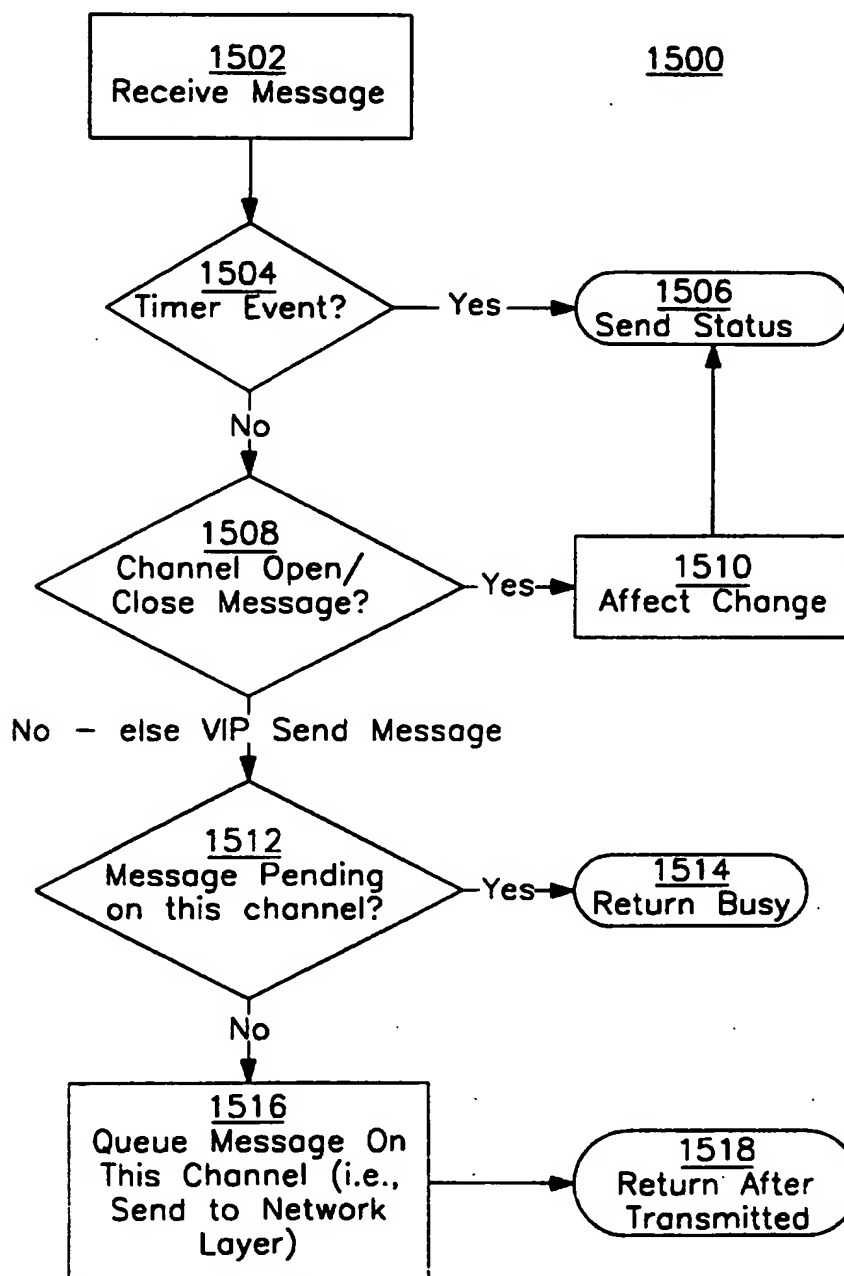 1500
1502
Receive Message
1504
Timer Event?
Yes
1506
Send Status
No
1508
Channel Open/
Close Message?
Yes
1510
Affect Change
No - else VIP Send Message
1512
Message Pending
on this channel?
Yes
1514
Return Busy
No
1516
Queue Message On
This Channel (i.e.,
Send to Network
Layer)
1518
Return After
Transmitted